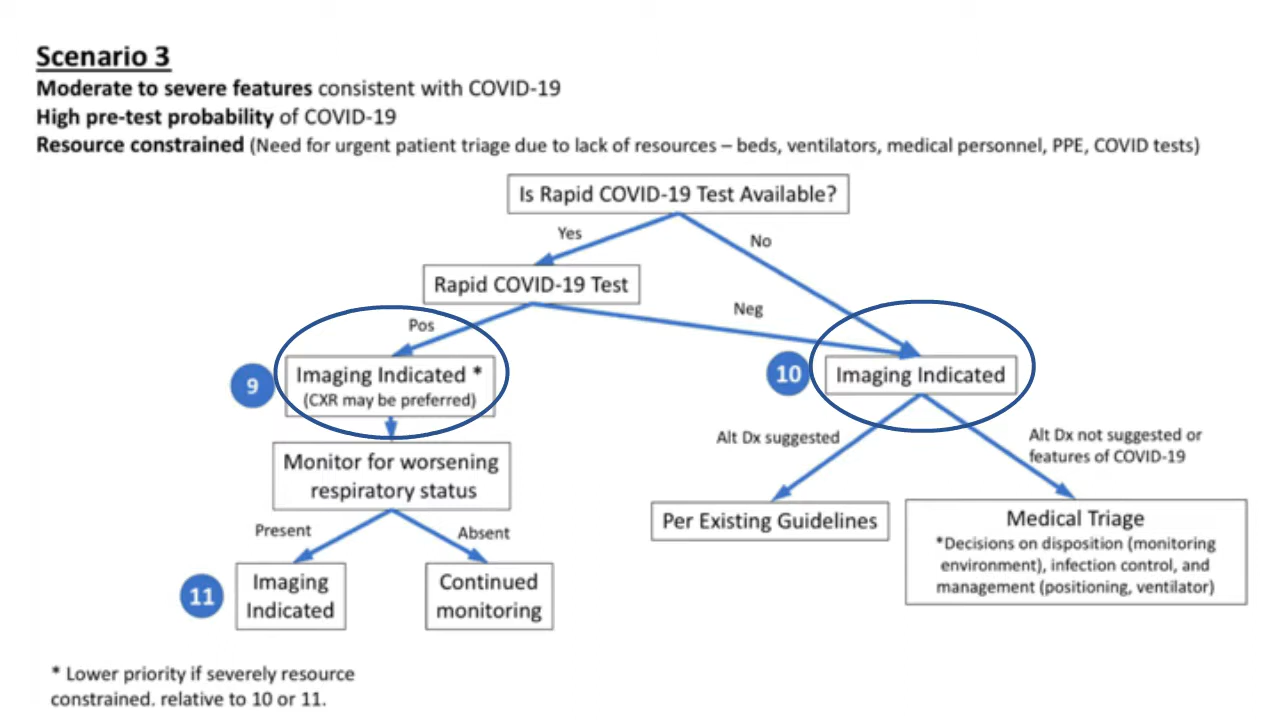 Scenario 3
Moderate to severe features consistent with COVID-19
High pre-test probability of COVID-19
Resource constrained (Need for urgent patient triage due to lack of resources – beds, ventilators, medical personnel, PPE, COVID tests)
Is Rapid COVID-19 Test Available?
Yes
No
Rapid COVID-19 Test
Pos
Neg
9
Imaging Indicated *
(CXR may be preferred)
10
Imaging Indicated
Monitor for worsening
respiratory status
Alt Dx suggested
Alt Dx not suggested or
features of COVID-19
Present
Absent
Per Existing Guidelines
Medical Triage
*Decisions on disposition (monitoring
environment), infection control, and
management (positioning, ventilator)
11
Imaging
Indicated
Continued
monitoring
* Lower priority if severely resource
constrained. relative to 10 or 11.